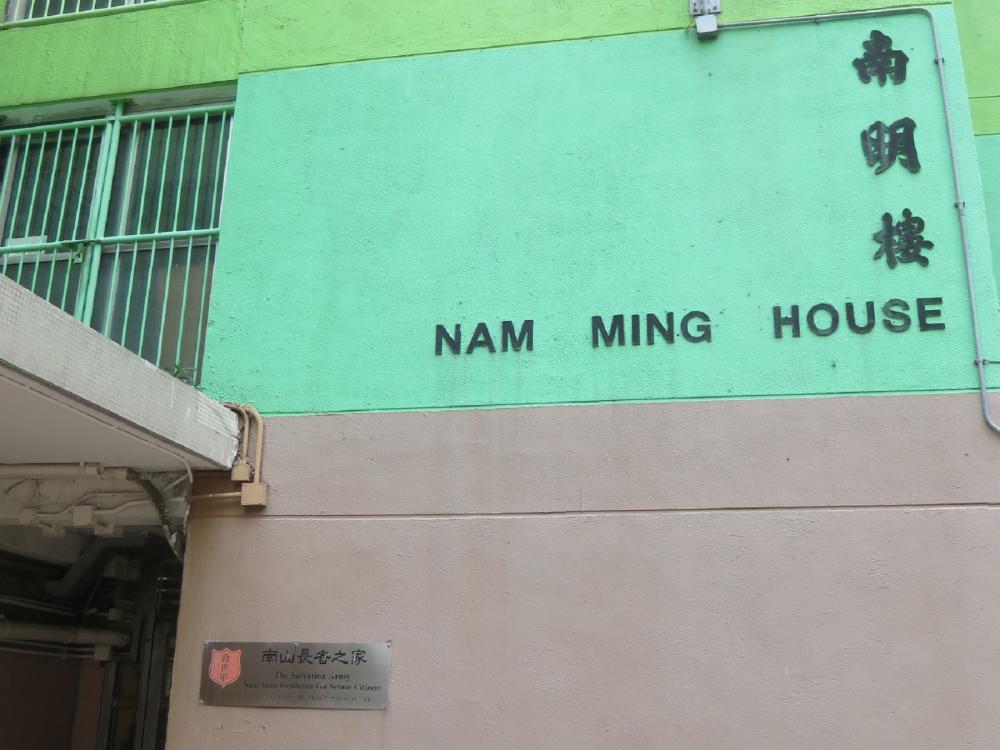 南明樓
NAM MING HOUSE
救世軍
南山長者之家
The Salvation Army
Nam Shan Residence For Senior Citizens